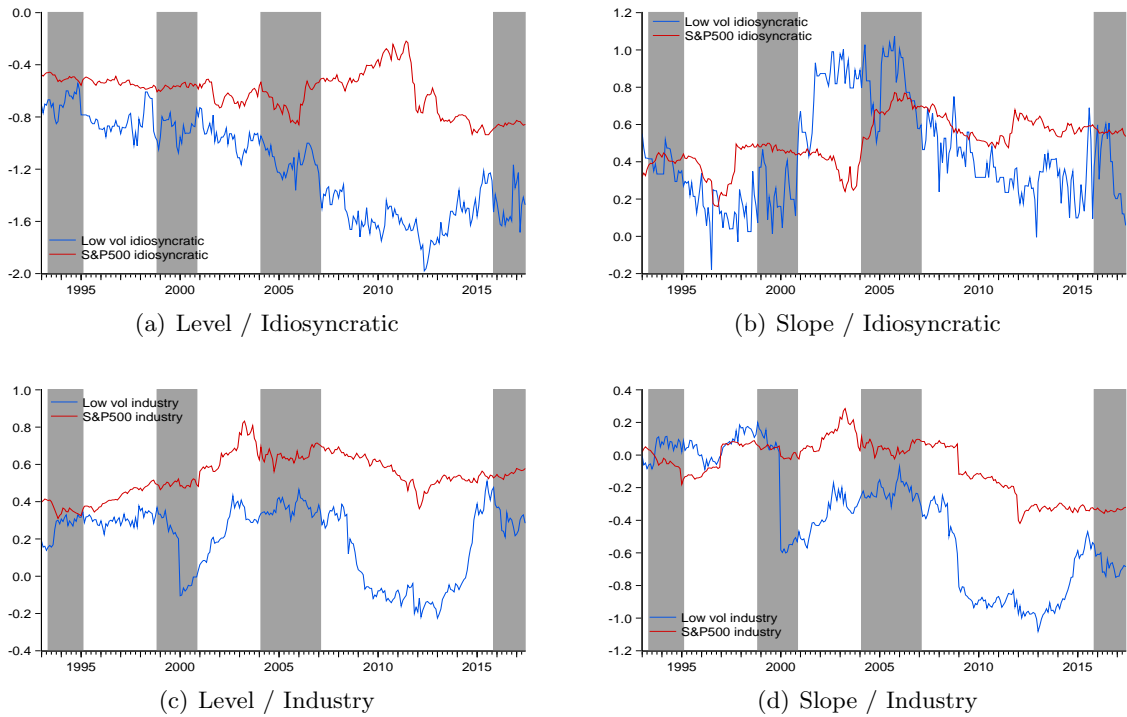 0.0
-0.4
-0.8
-1.2
-1.6
-2.0
Low vol idiosyncratic
S&P500 idiosyncratic
1995 2000 2005 2010 2015
(a) Level / Idiosyncratic
1.2
1.0
0.8
0.6
0.4
0.2
0.0
-0.2
Low vol idiosyncratic
S&P500 idiosyncratic
1995 2000 2005 2010 2015
(b) Slope / Idiosyncratic
1.0
0.8
0.6
0.4
0.2
0.0
-0.2
-0.4
Low vol industry
S&P500 industry
1995 2000 2005 2010 2015
(c) Level / Industry
0.4
0.2
0.0
-0.2
-0.4
-0.6
-0.8
-1.0
-1.2
Low vol industry
S&P500 industry
1995 2000 2005 2010 2015
(d) Slope / Industry